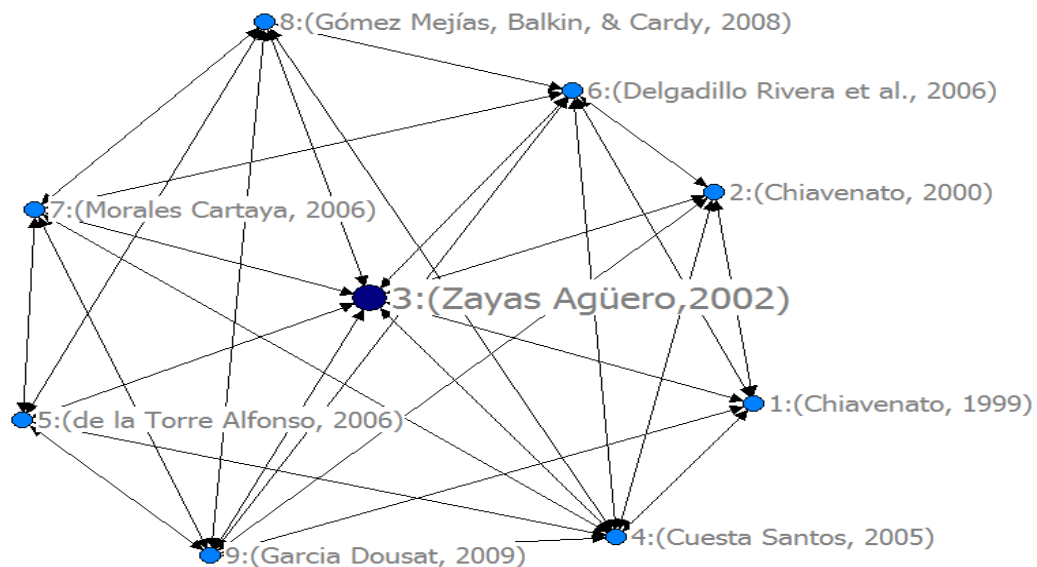 8:(Gómez Mejías, Balkin, & Cardy, 2008)
6:(Delgadillo Rivera et al., 2006)
2:(Chiavenato, 2000)
7:(Morales Cartaya, 2006)
3:(Zayas Agüero,2002)
1:(Chiavenato, 1999)
5:(de la Torre Alfonso, 2006)
4:(Cuesta Santos, 2005)
9:(Garcia Dousat, 2009)